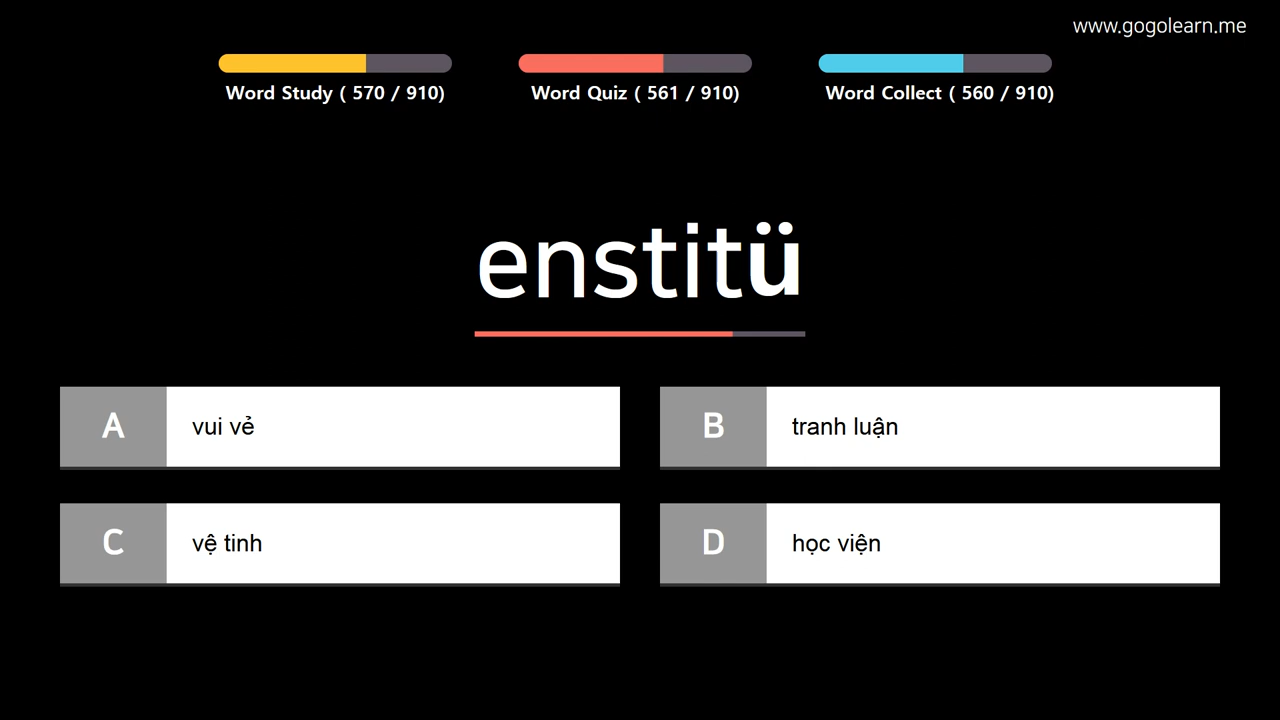 www.gogolearn.me
Word Study ( 570 / 910)
Word Quiz ( 561 / 910)
Word Collect ( 560 / 910)
enstitü
A vui vẻ
B tranh luận
C vệ tinh
D học viện